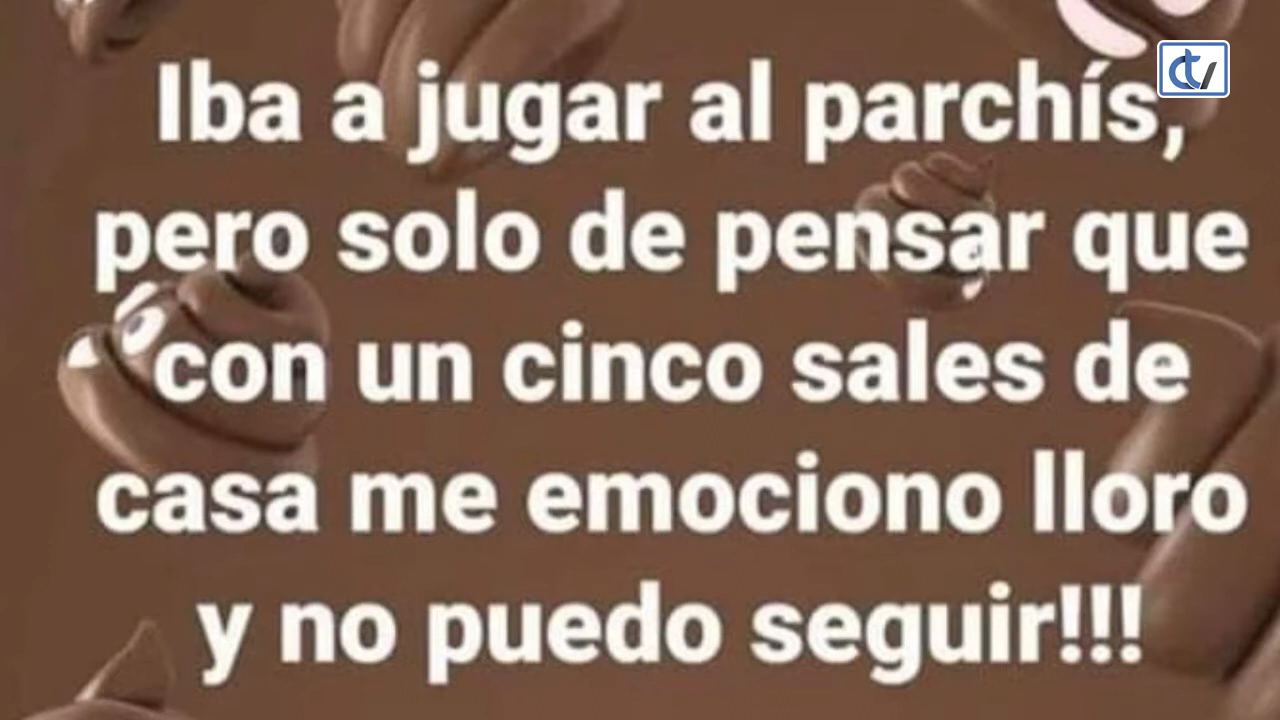 Iba a jugar al parchís,
pero solo de pensar que
con un cinco sales de
casa me emociono lloro
y no puedo seguir!!!
ctv